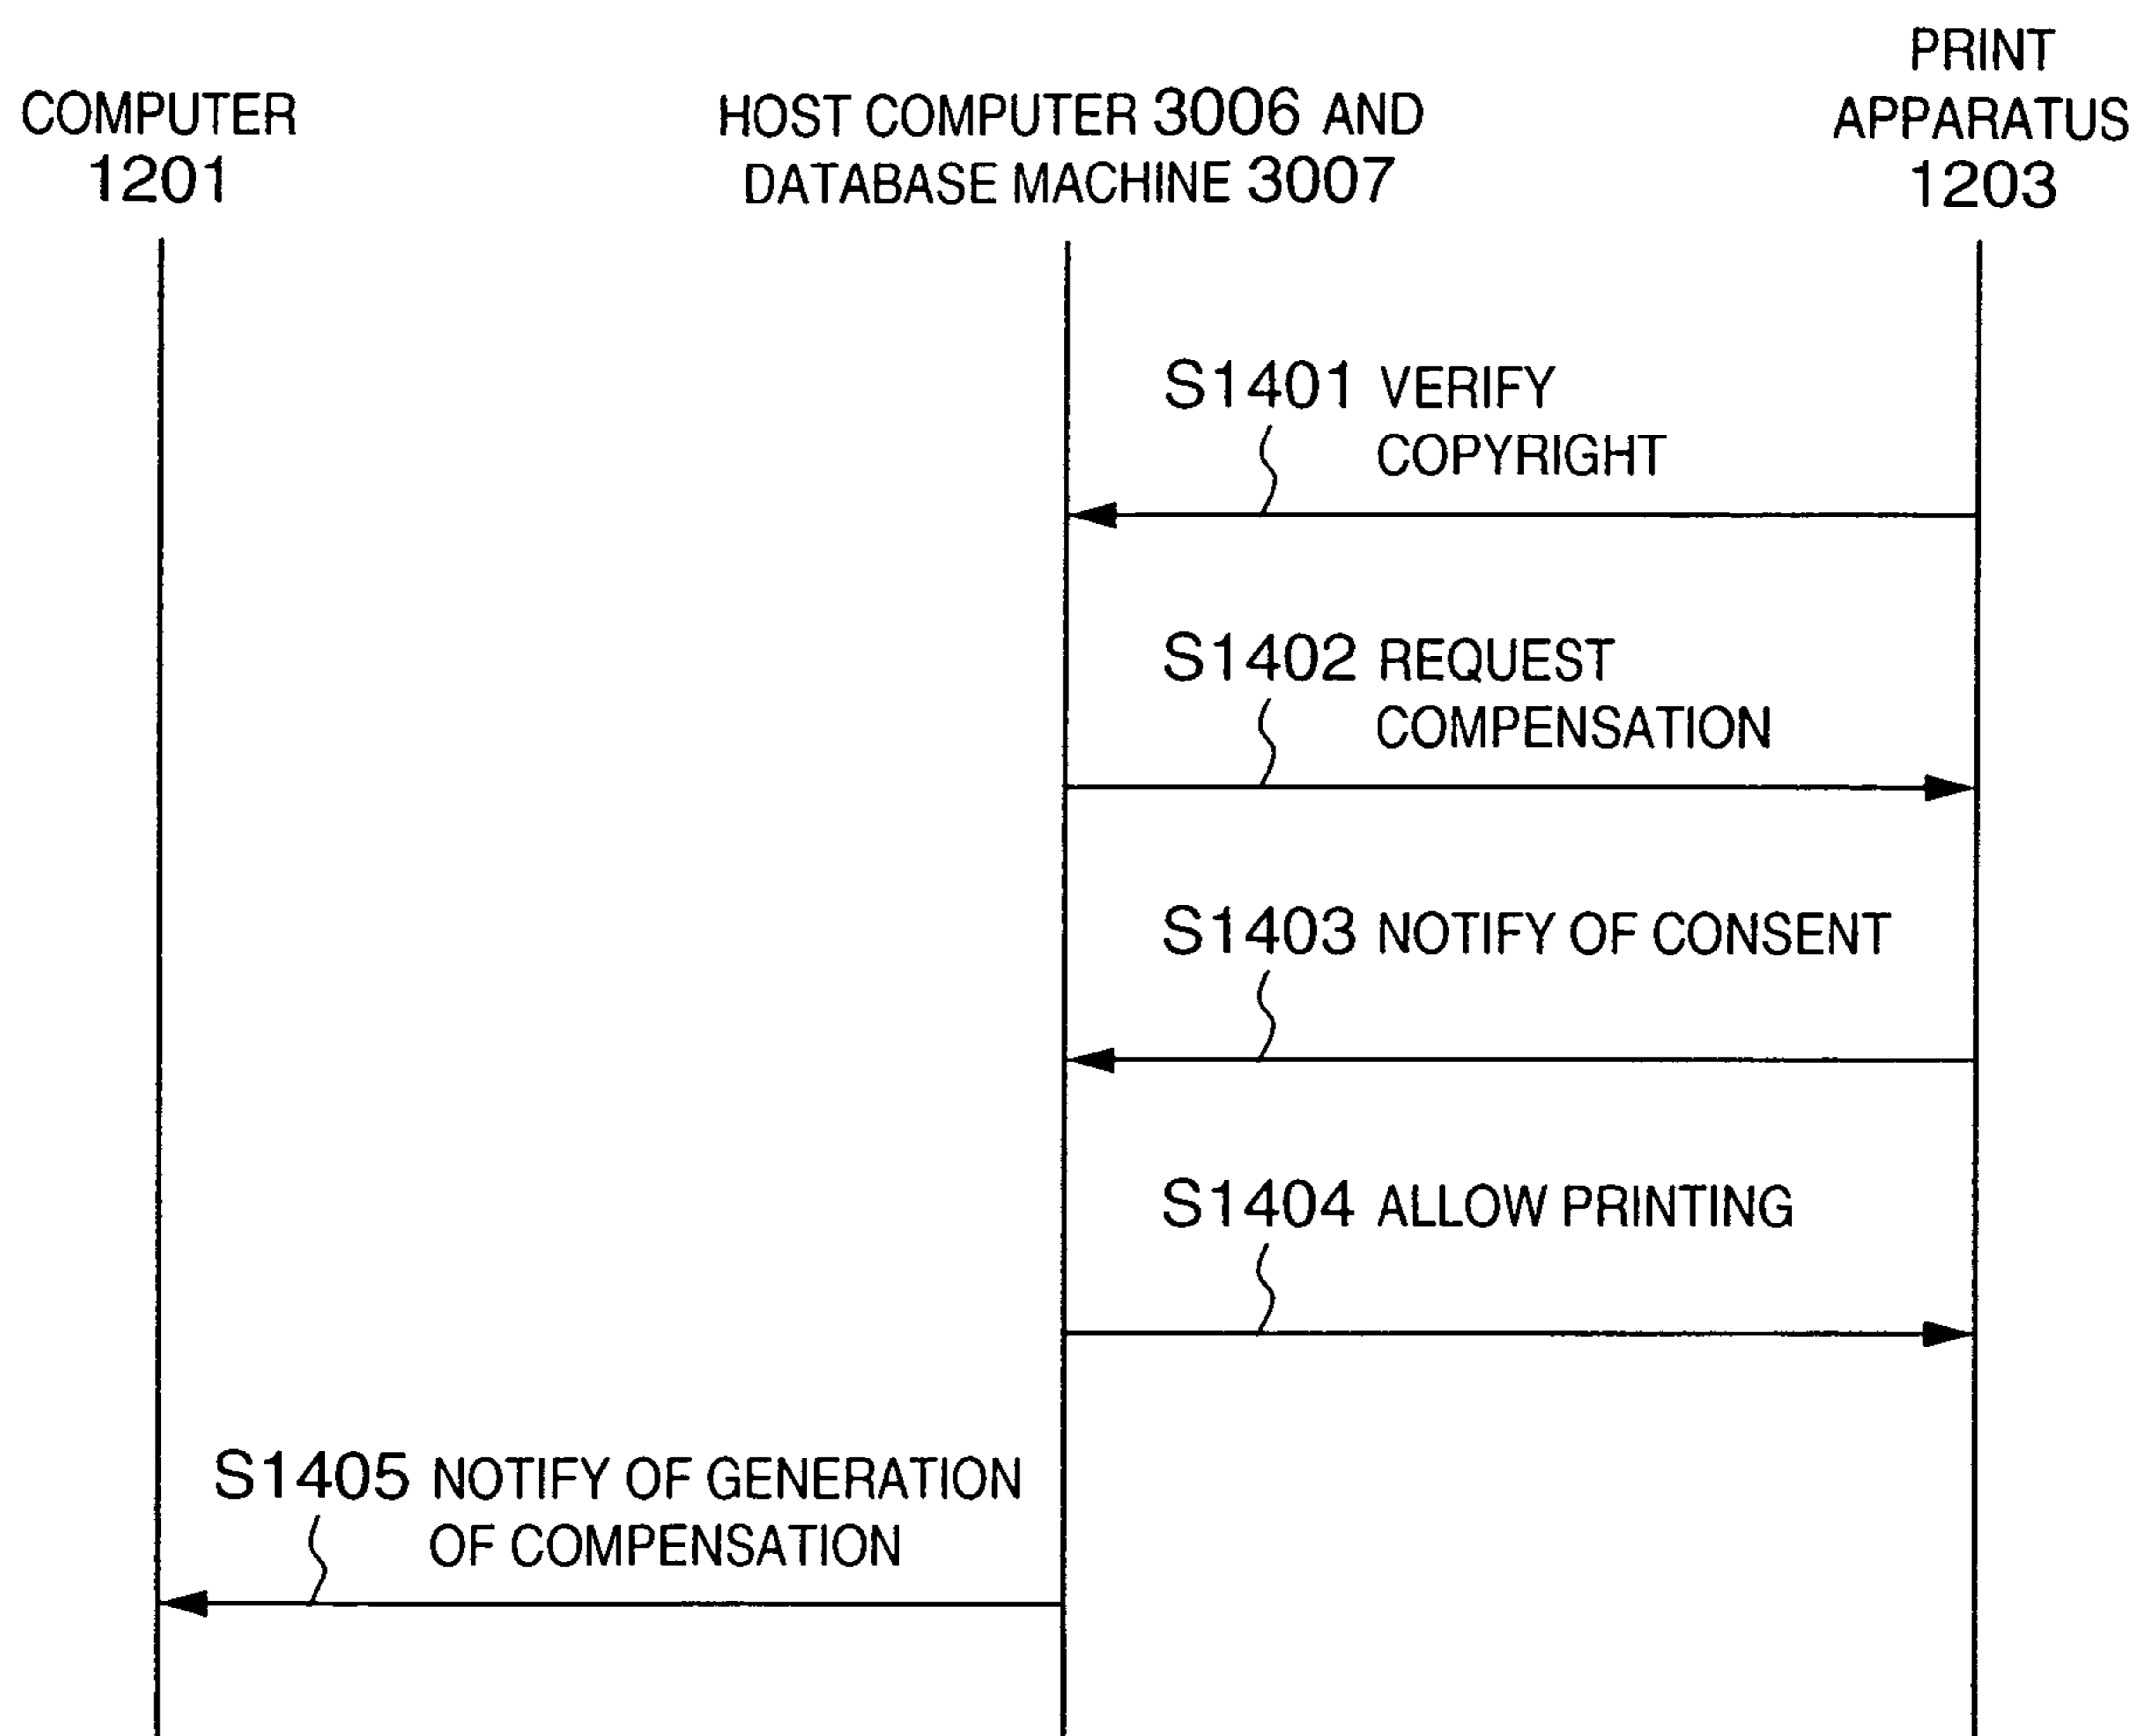 COMPUTER
1201
HOST COMPUTER 3006 AND
DATABASE MACHINE 3007
PRINT
APPARATUS
1203
S1401 VERIFY
COPYRIGHT
S1402 REQUEST
COMPENSATION
S1403 NOTIFY OF CONSENT
S1404 ALLOW PRINTING
S1405 NOTIFY OF GENERATION
OF COMPENSATION